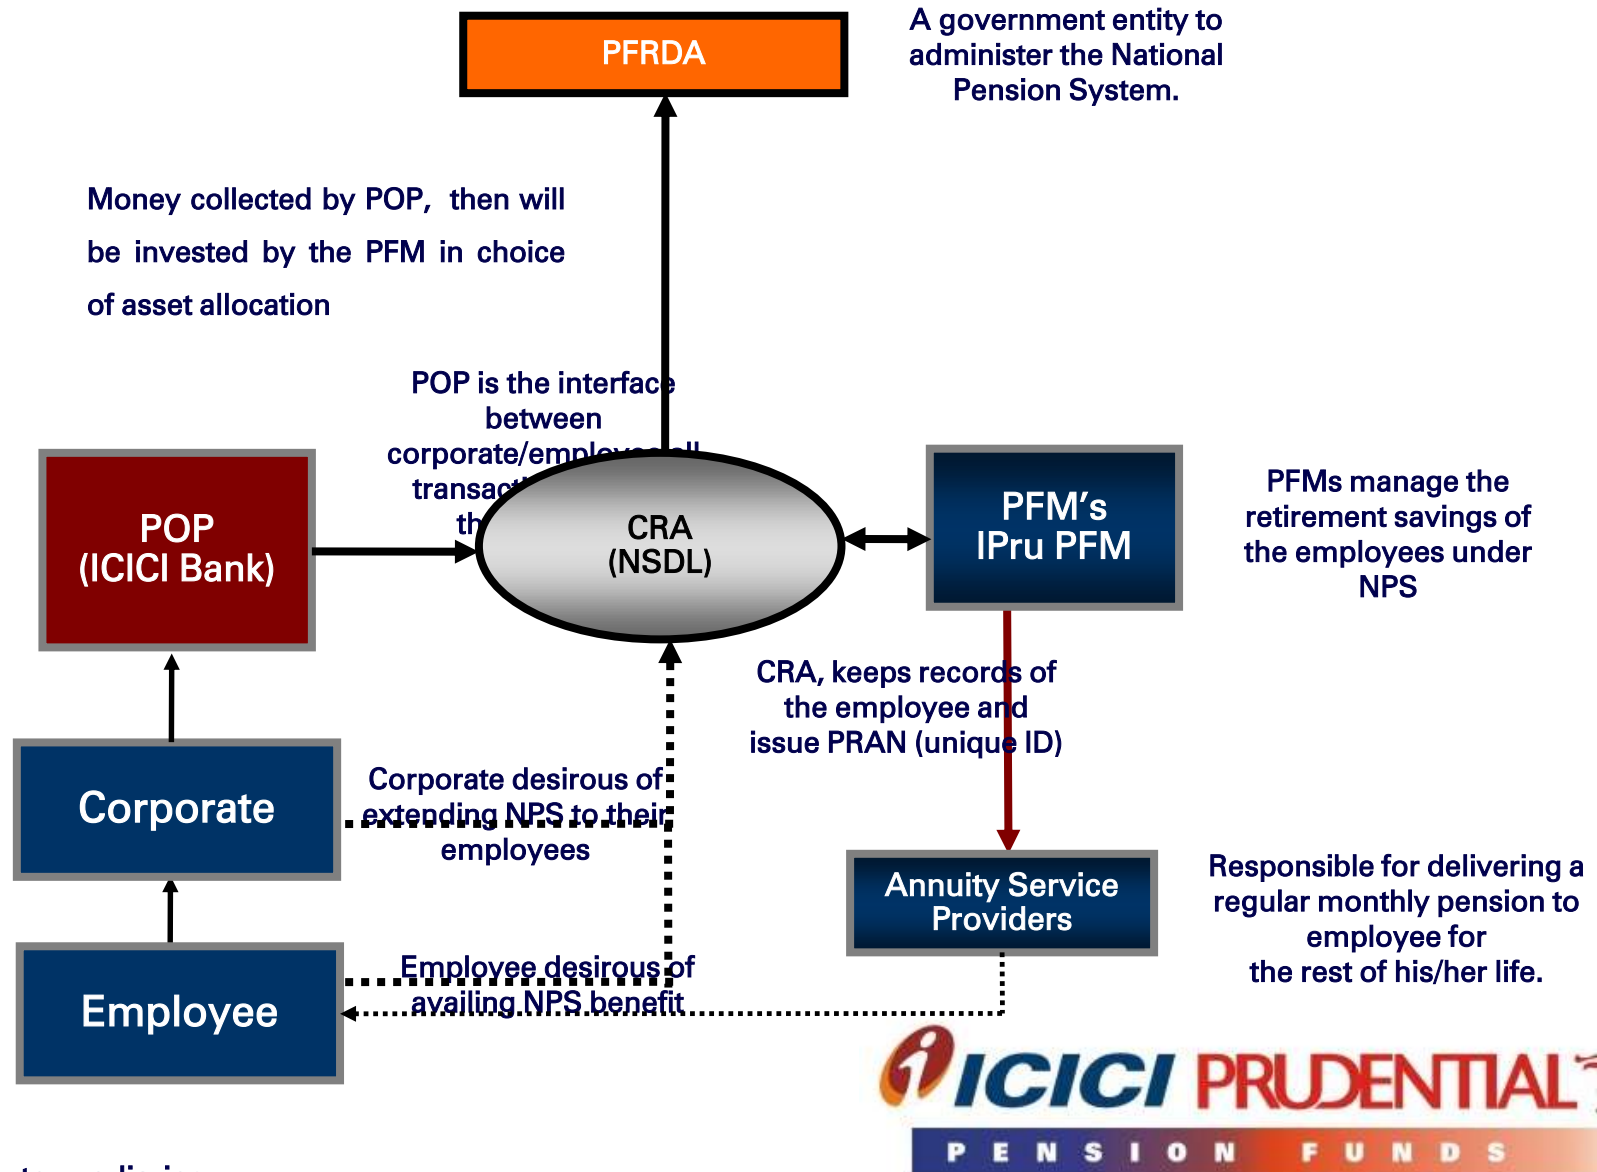 PFRDA
A government entity to
administer the National
Pension System.
Money collected by POP, then will
be invested by the PFM in choice
of asset allocation
POP is the interface
between
corporate/employee all
POP
(ICICI Bank)
CRA
(NSDL)
PFM's
IPru PFM
PFMs manage the
retirement savings of
the employees under
NPS
CRA, keeps records of
the employee and
issue PRAN (unique ID)
Corporate
Corporate desirous of
extending NPS to their
employees
Annuity Service
Providers
Responsible for delivering a
regular monthly pension to
employee for
the rest of his/her life.
Employee
Employee desirous of
availing NPS benefit
ICICI PRUDENTIAL
PENSION FUNDS